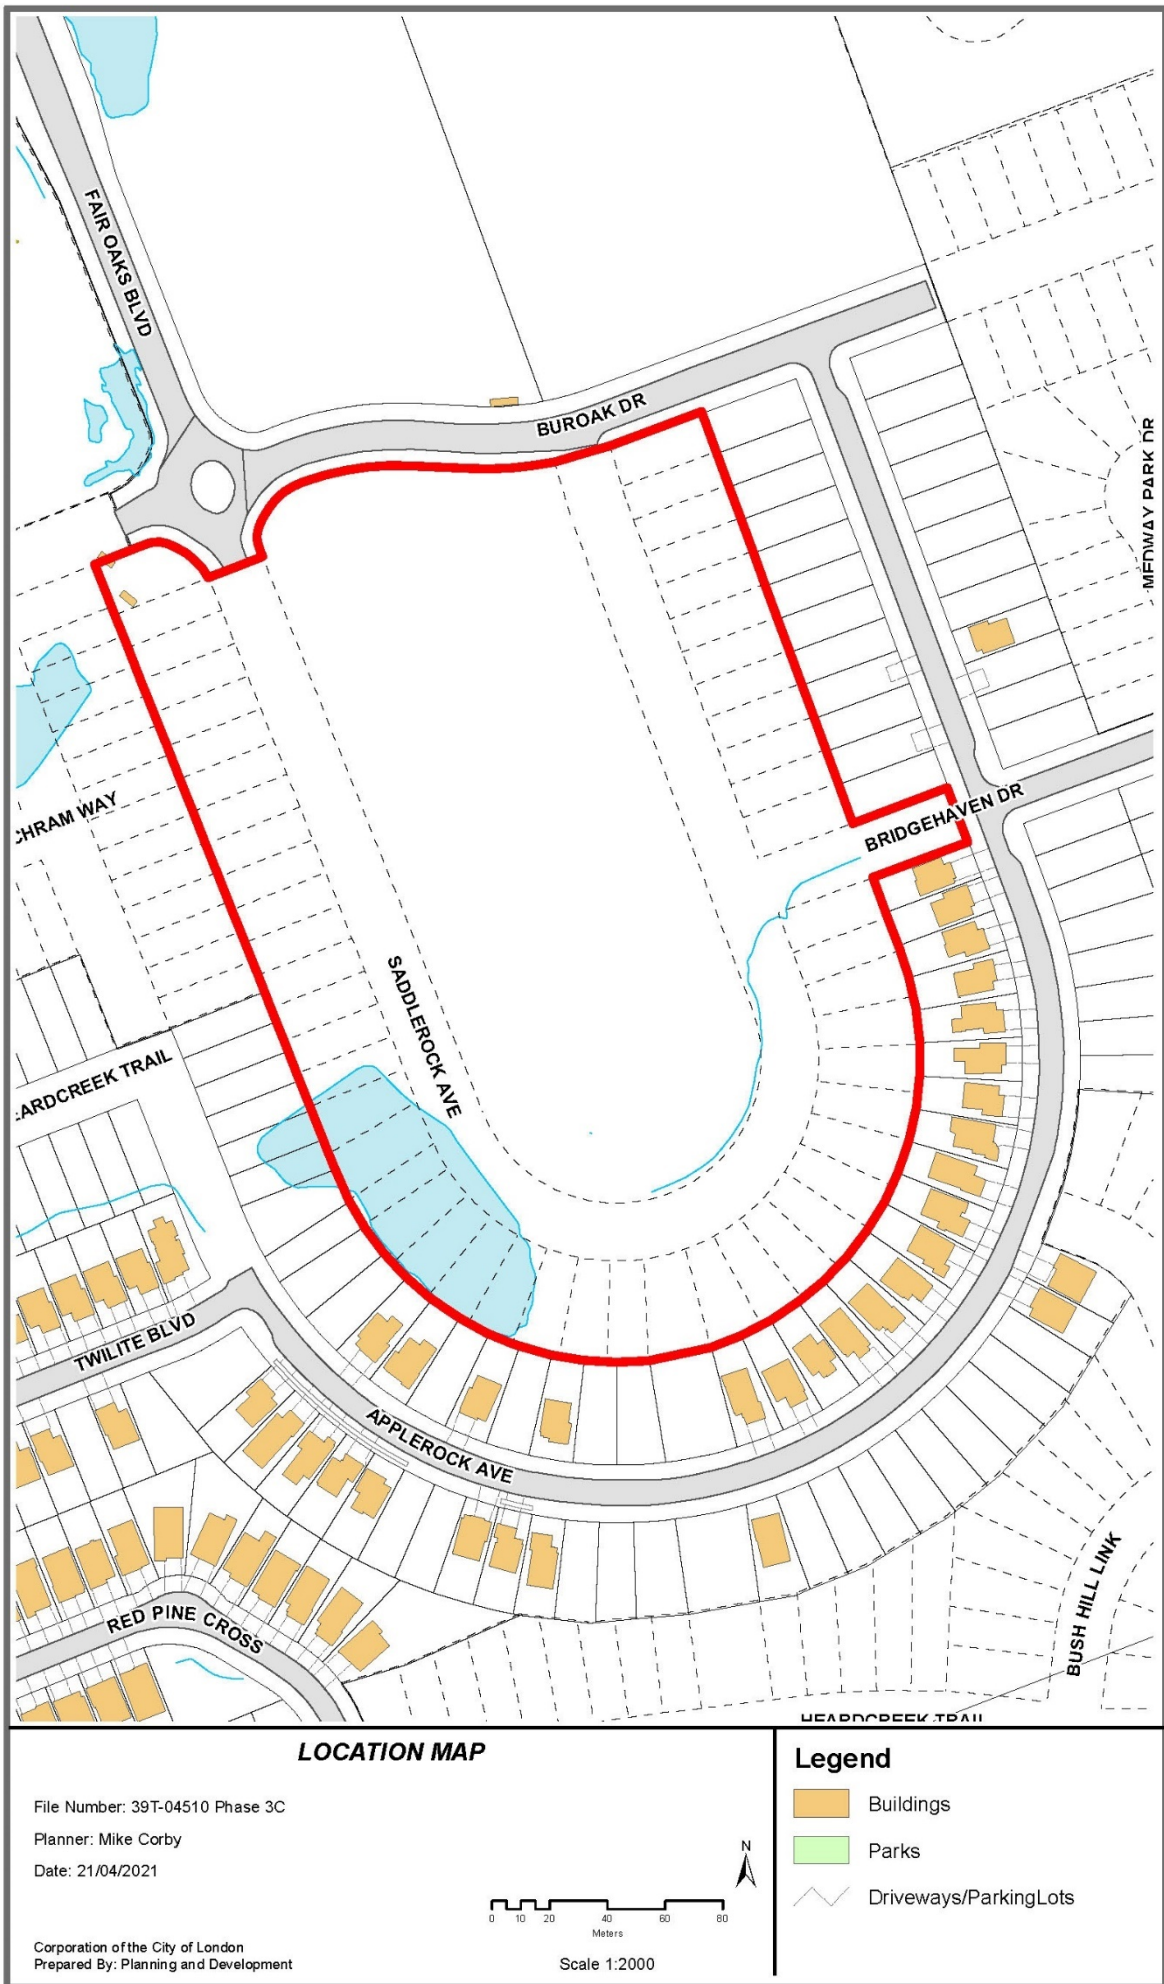 FAIR OAKS BLVD
BUROAK DR
MEDWAY PARK DR
CHRAM WAY
BRIDGEHAVEN DR
SADDLEROCK AVE
EARDCREEK TRAIL
TWILITE BLVD
APPLEROCK AVE
RED PINE CROSS
BUSH HILL LINK
HEARDCREEK TRAIL
LOCATION MAP
File Number: 39T-04510 Phase 3C
Planner: Mike Corby
Date: 21/04/2021
Corporation of the City of London
Prepared By: Planning and Development
N
0 10 20 40 60 80
Meters
Scale 1:2000
Legend
Buildings
Parks
Driveways/ParkingLots